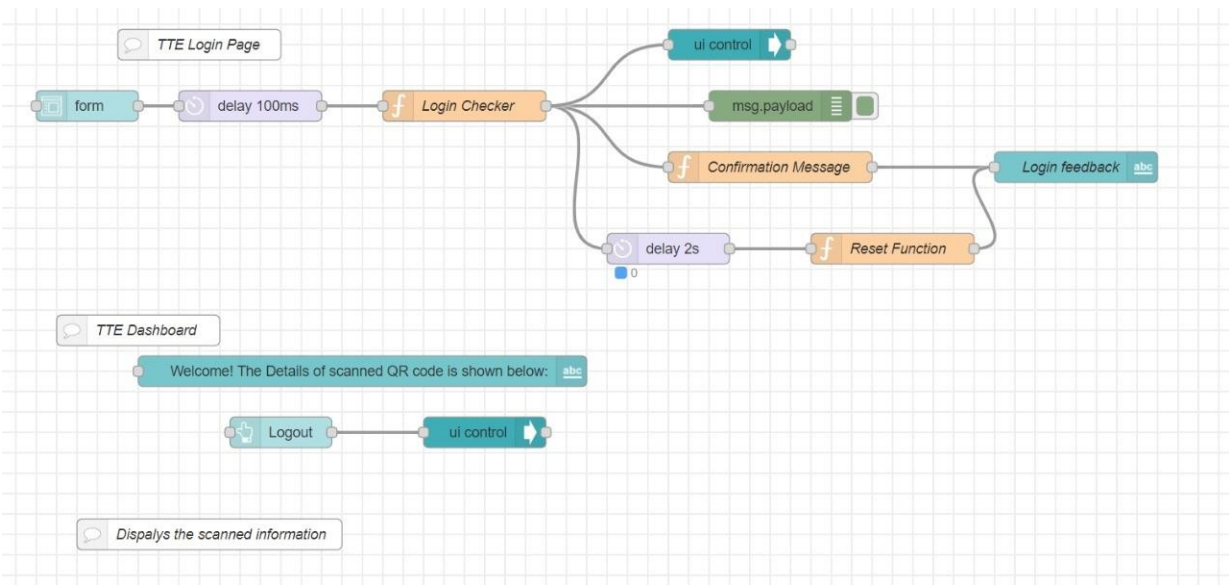 TTE Login Page
ui control
form
delay 100ms
f
Login Checker
msg.payload
f
Confirmation Message
Login feedback
abc
delay 2s
f
Reset Function
0
TTE Dashboard
Welcome! The Details of scanned QR code is shown below:
abc
Logout
ui control
Dispalys the scanned information